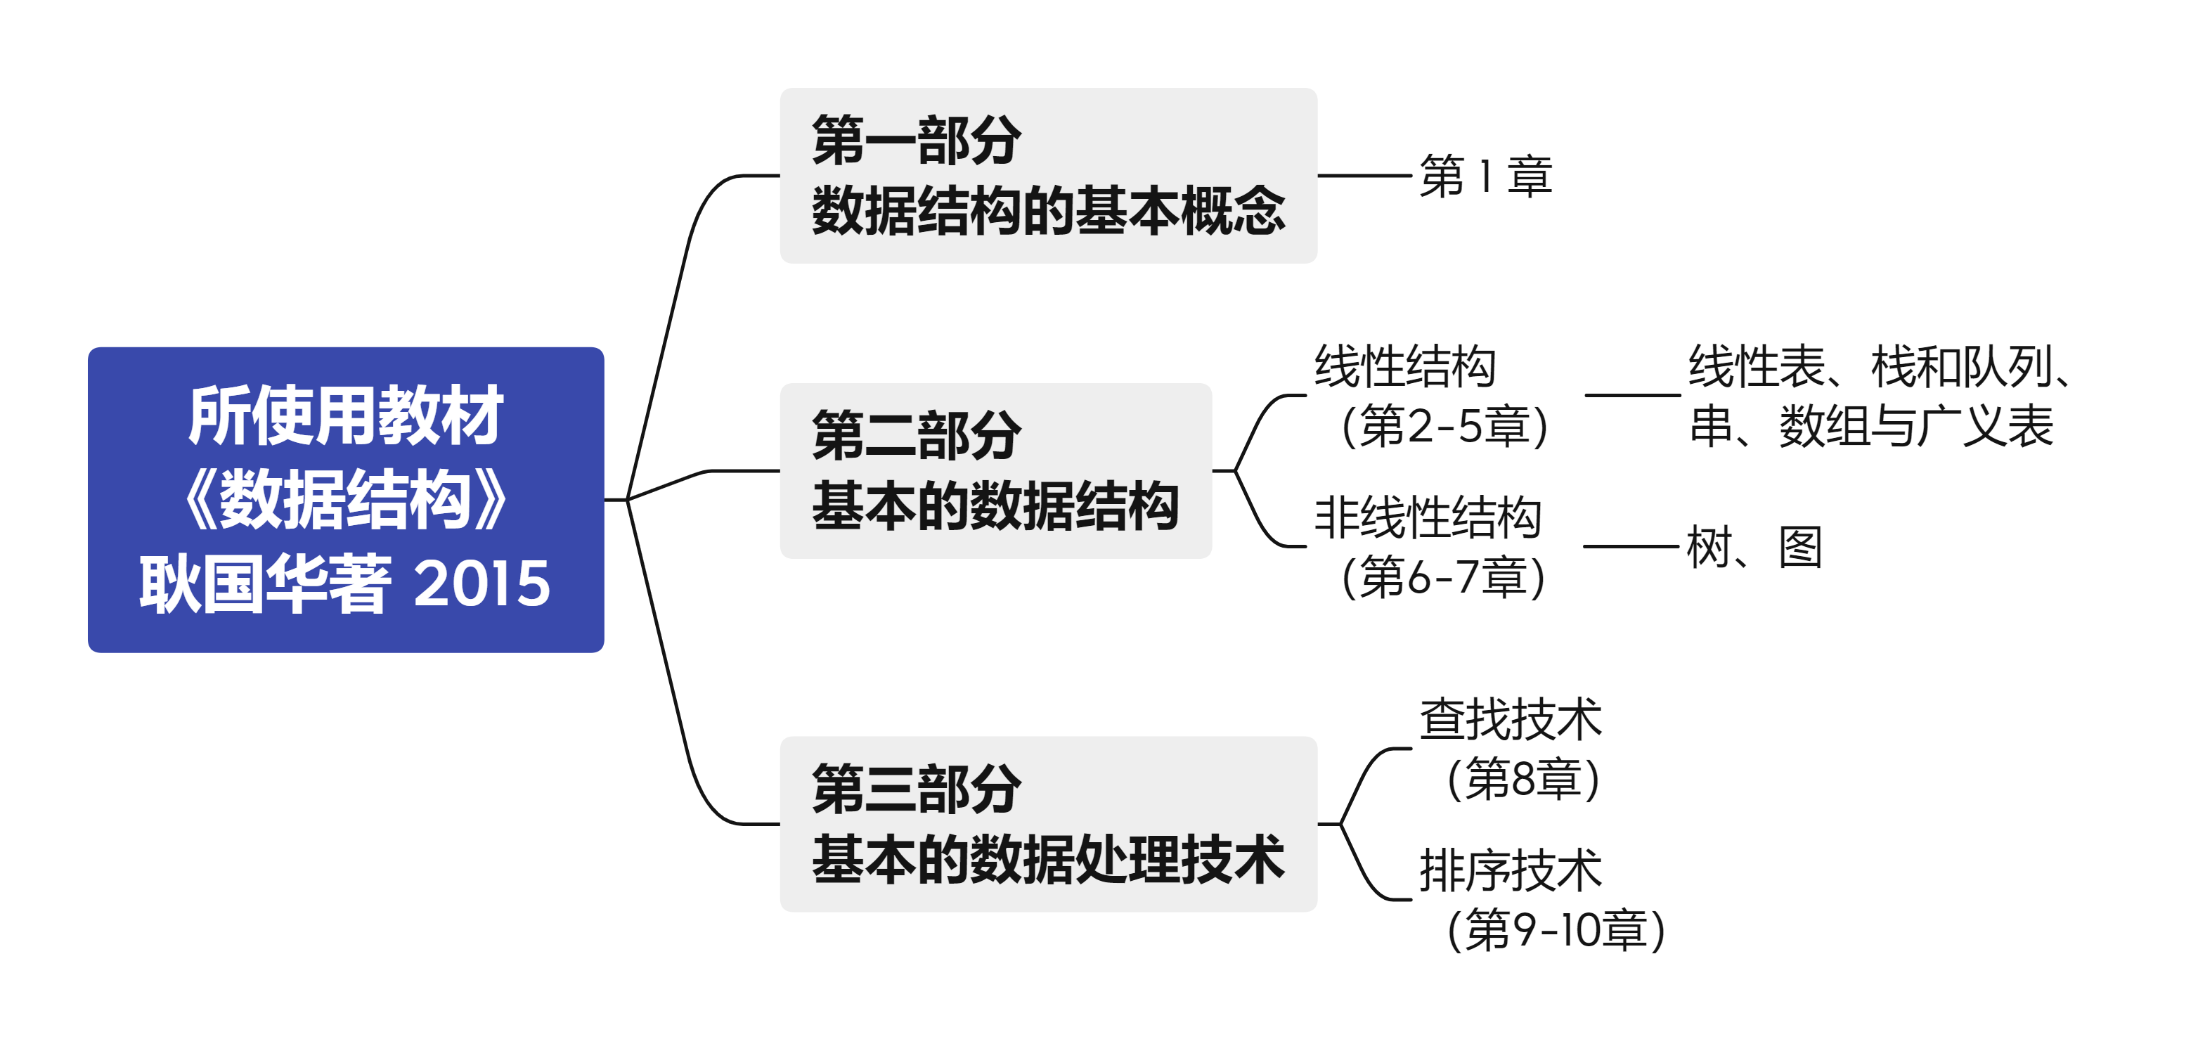 所使用教材
《数据结构》
耿国华著 2015
第一部分
数据结构的基本概念
第 1 章
第二部分
基本的数据结构
线性结构
（第2-5章）
线性表、栈和队列、
串、数组与广义表
非线性结构
（第6-7章）
树、图
第三部分
基本的数据处理技术
查找技术
（第8章）
排序技术
（第9-10章）